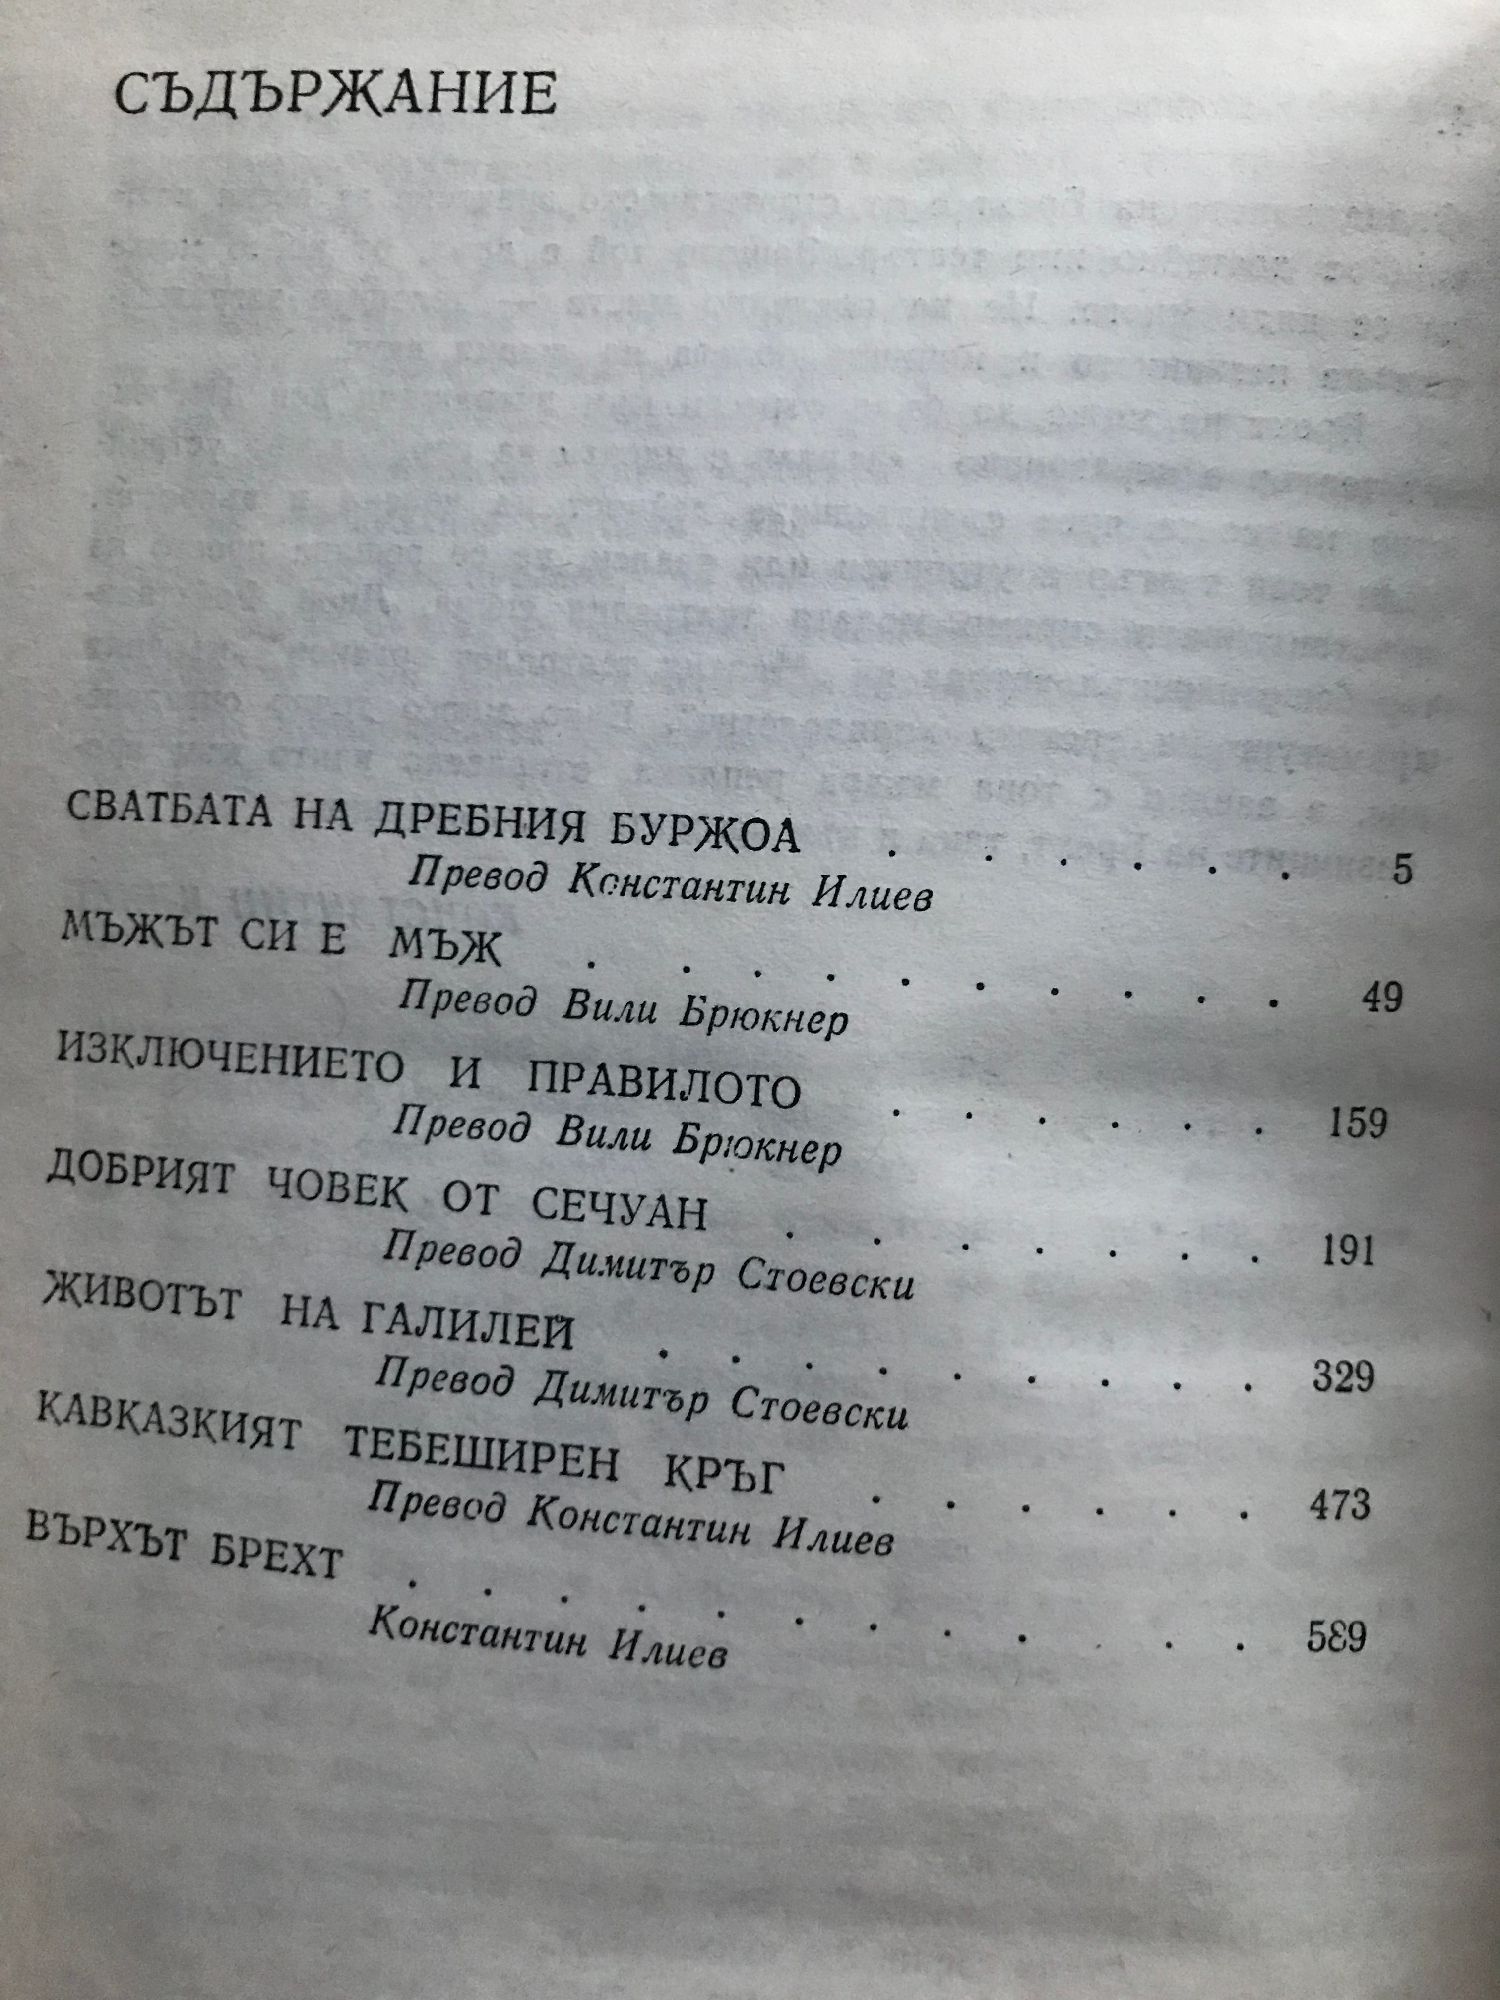 СЪДЪРЖАНИЕ
СВАТБАТА НА ДРЕБНИЯ БУРЖОА . . . . . . 5
Превод Константин Илиев
МЪЖЪТ СИ Е МЪЖ . . . . . . . . . . 49
Превод Вили Брюкнер
ИЗКЛЮЧЕНИЕТО И ПРАВИЛОТО . . . . . . 159
Превод Вили Брюкнер
ДОБРИЯТ ЧОВЕК ОТ СЕЧУАН . . . . . . . 191
Превод Димитър Стоевски
ЖИВОТЪТ НА ГАЛИЛЕЙ . . . . . . . . . 329
Превод Димитър Стоевски
КАВКАЗКИЯТ ТЕБЕШИРЕН КРЪГ . . . . . . 473
Превод Константин Илиев
ВЪРХЪТ БРЕХТ . . . . . . . . . . . . 589
Константин Илиев